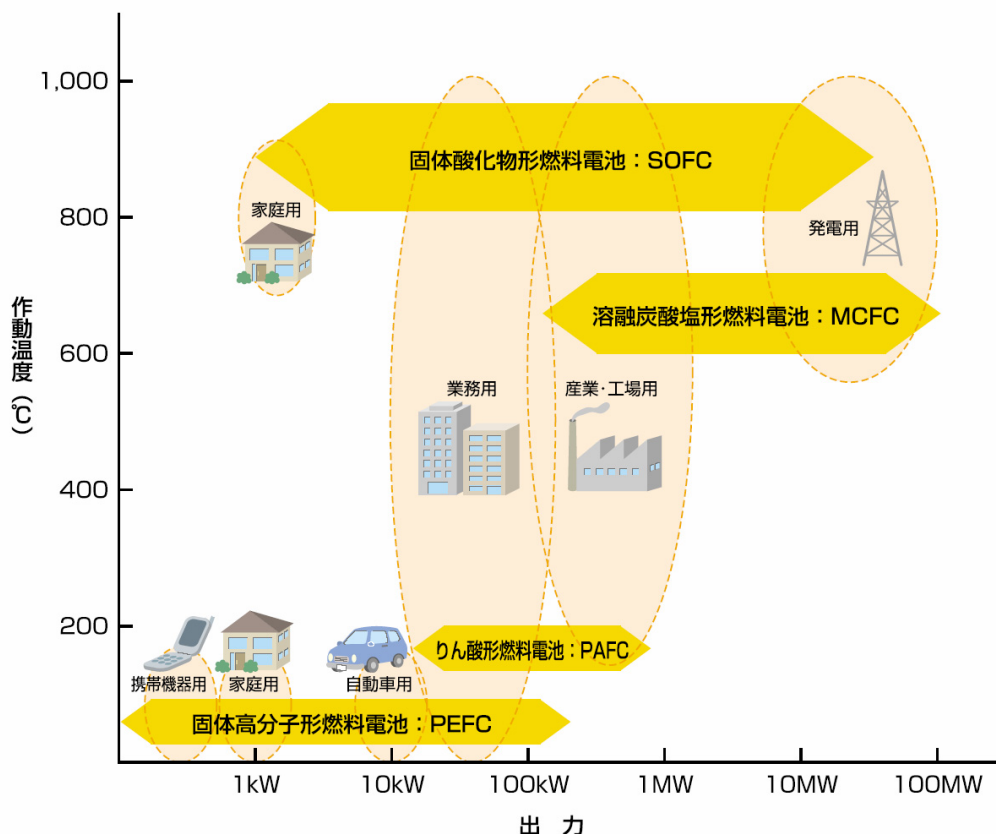 1,000
固体酸化物形燃料電池：SOFC
家庭用
800
発電用
溶融炭酸塩形燃料電池：MCFC
作動温度（℃）
600
業務用
産業・工場用
400
200
りん酸形燃料電池：PAFC
携帯機器用
家庭用
自動車用
固体高分子形燃料電池：PEFC
1kW
10kW
100kW
1MW
10MW
100MW
出 力